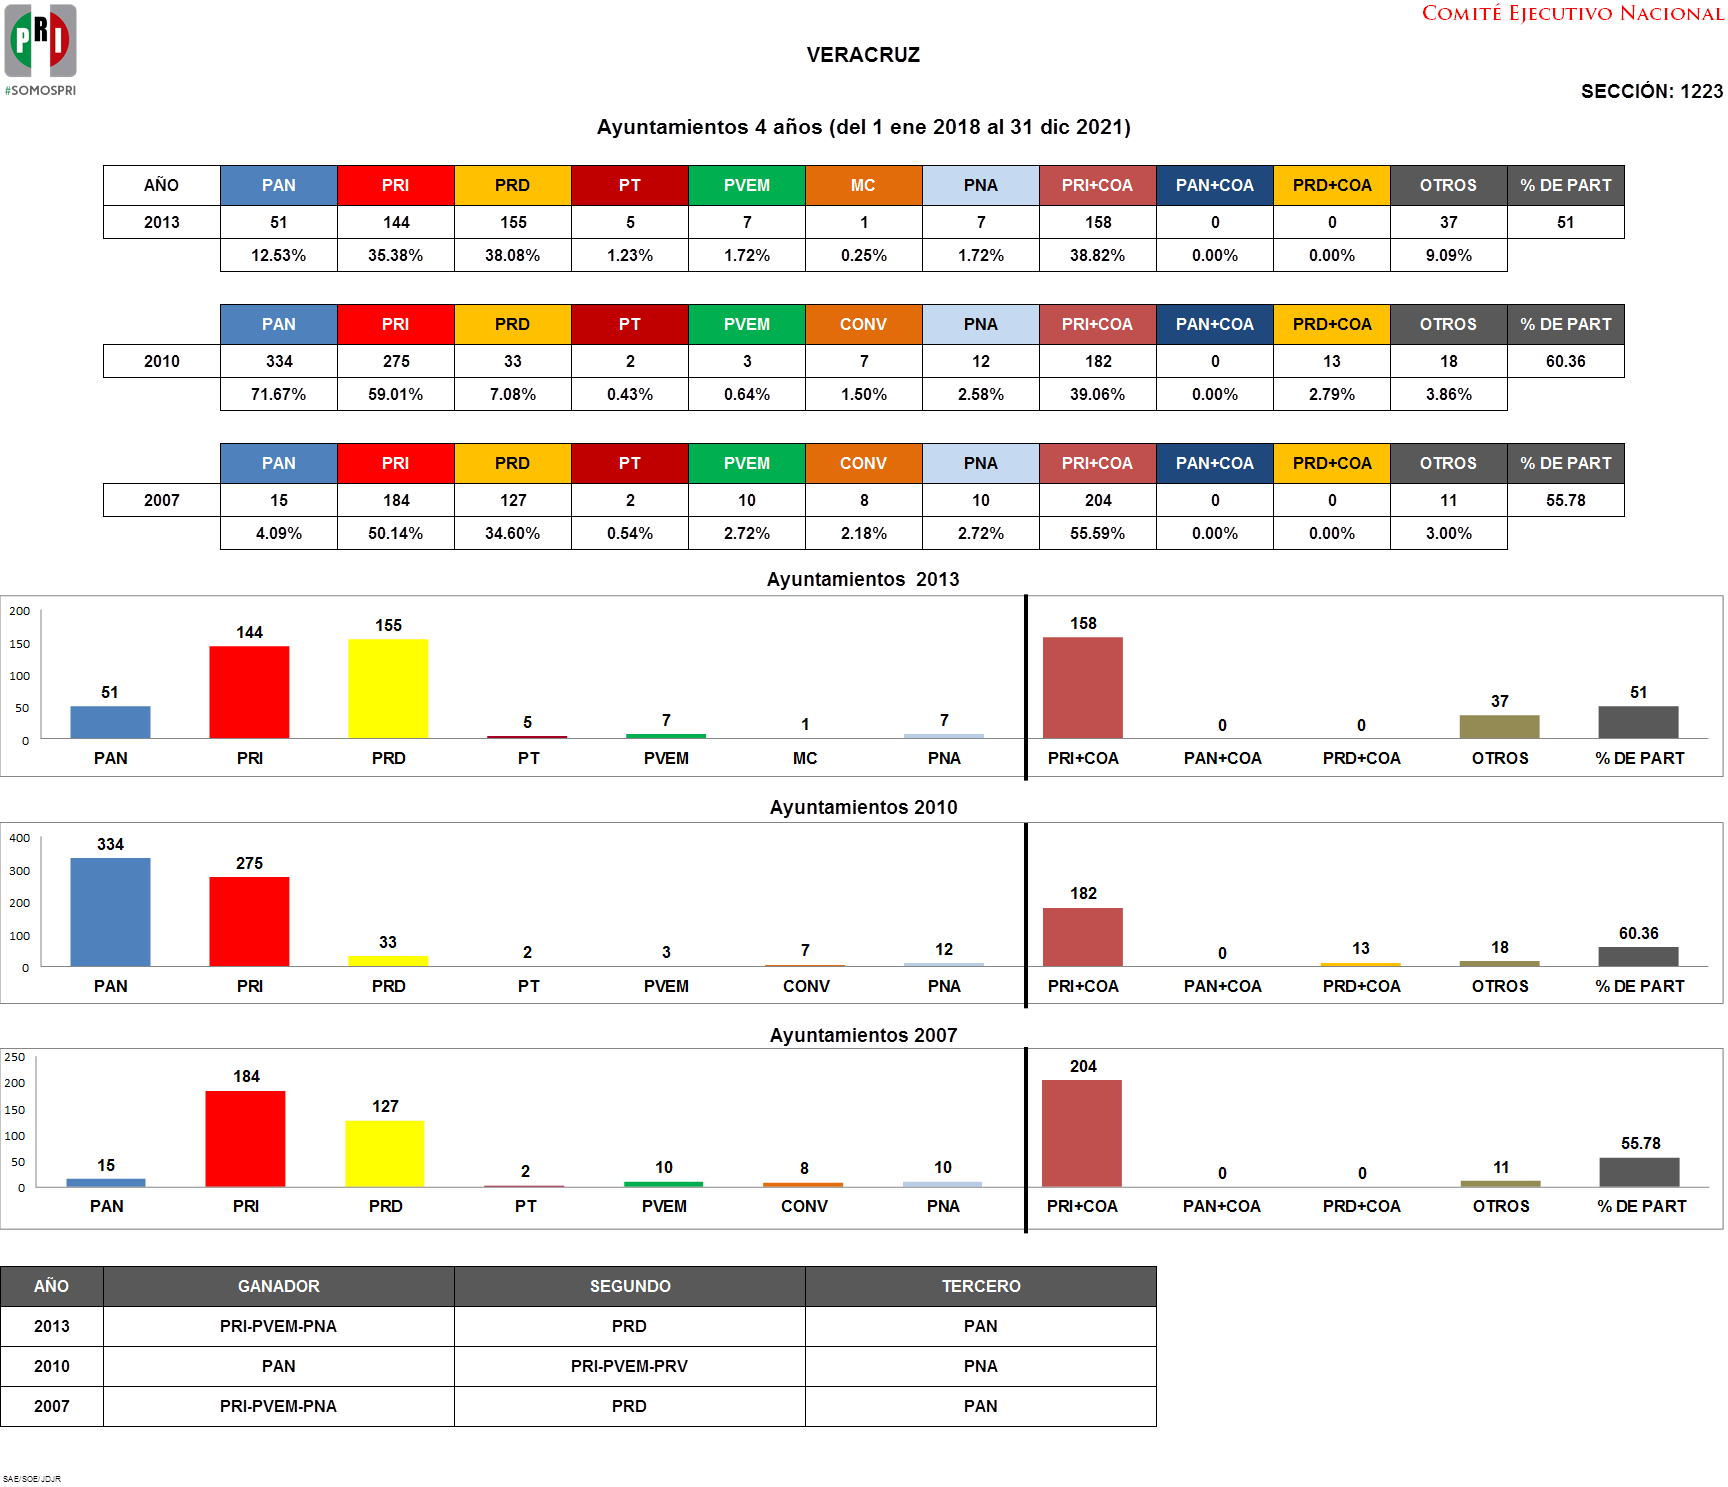 COMITÉ EJECUTIVO NACIONAL
PRI
#SOMOSPRI
VERACRUZ
SECCIÓN: 1223
Ayuntamientos 4 años (del 1 ene 2018 al 31 dic 2021)
AÑO PAN PRI PRD PT PVEM MC PNA PRI+COA PAN+COA PRD+COA OTROS % DE PART
2013 51 144 155 5 7 1 7 158 0 0 37 51
12.53% 35.38% 38.08% 1.23% 1.72% 0.25% 1.72% 38.82% 0.00% 0.00% 9.09%
PAN PRI PRD PT PVEM CONV PNA PRI+COA PAN+COA PRD+COA OTROS % DE PART
2010 334 275 33 2 3 7 12 182 0 13 18 60.36
71.67% 59.01% 7.08% 0.43% 0.64% 1.50% 2.58% 39.06% 0.00% 2.79% 3.86%
PAN PRI PRD PT PVEM CONV PNA PRI+COA PAN+COA PRD+COA OTROS % DE PART
2007 15 184 127 2 10 8 10 204 0 0 11 55.78
4.09% 50.14% 34.60% 0.54% 2.72% 2.18% 2.72% 55.59% 0.00% 0.00% 3.00%
Ayuntamientos 2013
200
150
100
50
0
51 144 155 5 7 1 7 158 0 0 37 51
PAN PRI PRD PT PVEM MC PNA PRI+COA PAN+COA PRD+COA OTROS % DE PART
Ayuntamientos 2010
400
300
200
100
0
334 275 33 2 3 7 12 182 0 13 18 60.36
PAN PRI PRD PT PVEM CONV PNA PRI+COA PAN+COA PRD+COA OTROS % DE PART
Ayuntamientos 2007
250
200
150
100
50
0
15 184 127 2 10 8 10 204 0 0 11 55.78
PAN PRI PRD PT PVEM CONV PNA PRI+COA PAN+COA PRD+COA OTROS % DE PART
AÑO GANADOR SEGUNDO TERCERO
2013 PRI-PVEM-PNA PRD PAN
2010 PAN PRI-PVEM-PRV PNA
2007 PRI-PVEM-PNA PRD PAN
SAE/SOE/JDJR